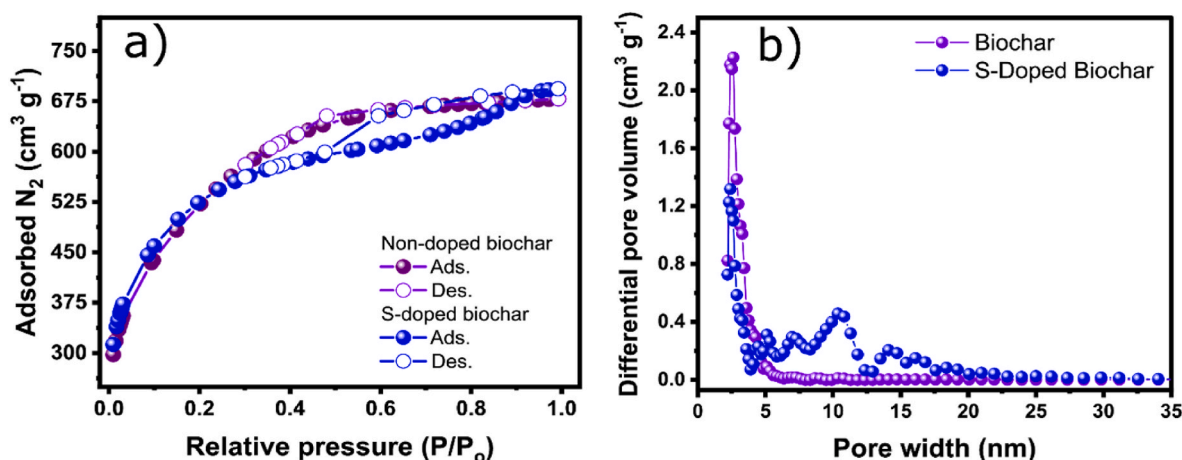 a)
Adsorbed N₂ (cm³ g⁻¹)
750
675
600
525
450
375
300
Non-doped biochar
Ads.
Des.
S-doped biochar
Ads.
Des.
0.0 0.2 0.4 0.6 0.8 1.0
Relative pressure (P/Pₒ)
b)
Differential pore volume (cm³ g⁻¹)
2.4
2.0
1.6
1.2
0.8
0.4
0.0
Biochar
S-Doped Biochar
0 5 10 15 20 25 30 35
Pore width (nm)